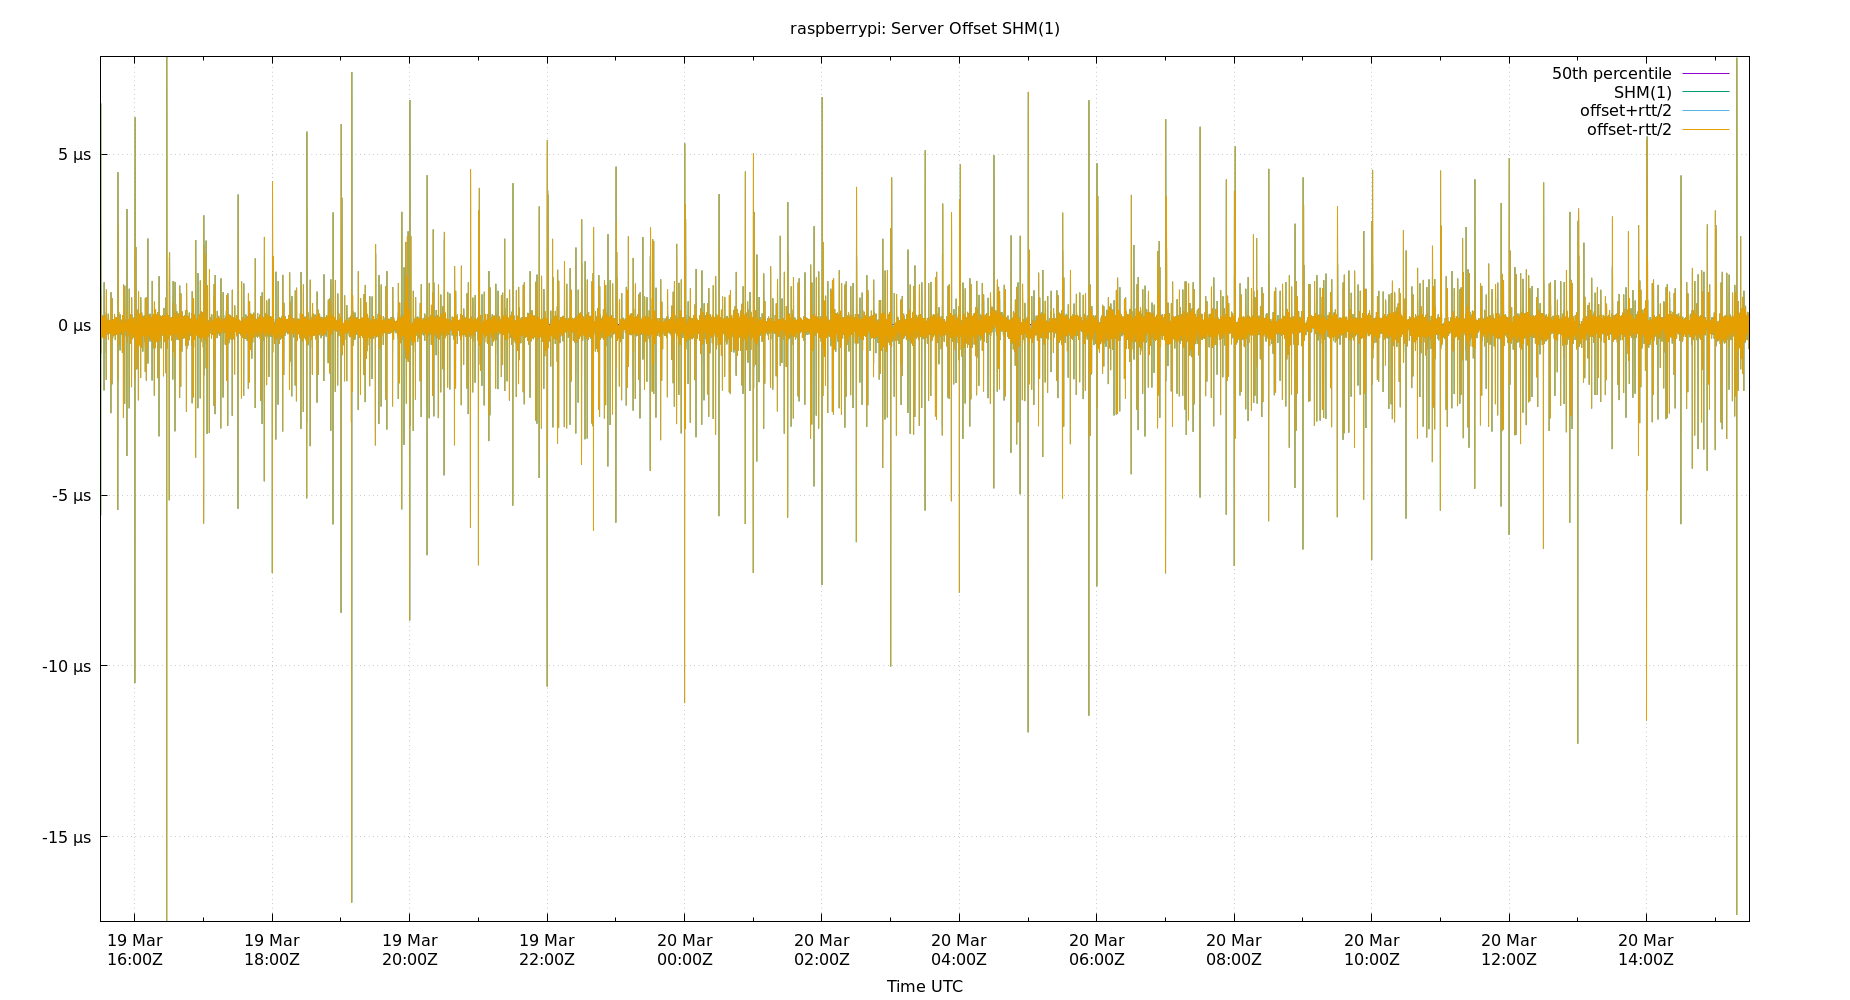 raspberrypi: Server Offset SHM(1)
50th percentile
SHM(1)
offset+rtt/2
offset-rtt/2
5 µs
0 µs
-5 µs
-10 µs
-15 µs
19 Mar 19 Mar 19 Mar 19 Mar 20 Mar 20 Mar 20 Mar 20 Mar 20 Mar 20 Mar 20 Mar 20 Mar
16:00Z 18:00Z 20:00Z 22:00Z 00:00Z 02:00Z 04:00Z 06:00Z 08:00Z 10:00Z 12:00Z 14:00Z
Time UTC